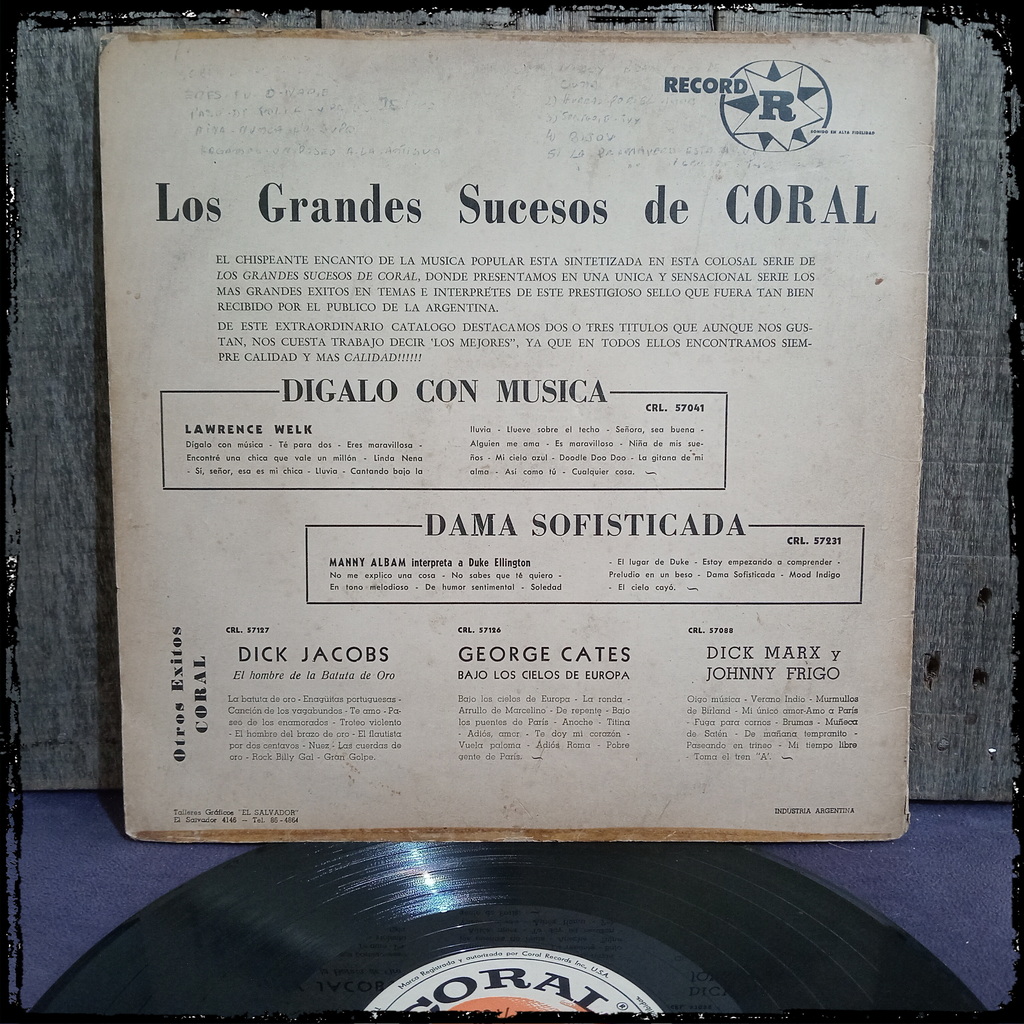 RECORD
R
SONIDO EN ALTA FIDELIDAD
Los Grandes Sucesos de CORAL
EL CHISPEANTE ENCANTO DE LA MUSICA POPULAR ESTA SINTETIZADA EN ESTA COLOSAL SERIE DE
LOS GRANDES SUCESOS DE CORAL, DONDE PRESENTAMOS EN UNA UNICA Y SENSACIONAL SERIE LOS
MAS GRANDES EXITOS EN TEMAS E INTERPRETES DE ESTE PRESTIGIOSO SELLO QUE FUERA TAN BIEN
RECIBIDO POR EL PUBLICO DE LA ARGENTINA.
DE ESTE EXTRAORDINARIO CATALOGO DESTACAMOS DOS O TRES TITULOS QUE AUNQUE NOS GUS-
TAN, NOS CUESTA TRABAJO DECIR 'LOS MEJORES", YA QUE EN TODOS ELLOS ENCONTRAMOS SIEM-
PRE CALIDAD Y MAS CALIDAD!!!!!!
DIGALO CON MUSICA
CRL. 57041
LAWRENCE WELK
Dígalo con música - Té para dos - Eres maravillosa -
Encontré una chica que vale un millón - Linda Nena
- Si, señor, esa es mi chica - Lluvia - Cantando bajo la
lluvia - Llueve sobre el techo - Señora, sea buena -
Alguien me ama - Es maravilloso - Niña de mis sue-
ños - Mi cielo azul - Doodle Doo Doo - La gitana de mi
alma - Así como tú - Cualquier cosa.
DAMA SOFISTICADA
CRL. 57231
MANNY ALBAM interpreta a Duke Ellington
No me explico una cosa - No sabes que té quiero -
En tono melodioso - De humor sentimental - Soledad
- El lugar de Duke - Estoy empezando a comprender -
Preludio en un beso - Dama Sofisticada - Mood Indigo
- El cielo cayó.
Otros Exitos
CORAL
CRL. 57127
DICK JACOBS
El hombre de la Batuta de Oro
La batuta de oro - Enagüitas portuguesas -
Canción de los vagabundos - Te amo - Pa-
seo de los enamorados - Troteo violento
- El hombre del brazo de oro - El flautista
por dos centavos - Nuez - Las cuerdas de
oro - Rock Billy Gal - Gran Golpe.
CRL. 57126
GEORGE CATES
BAJO LOS CIELOS DE EUROPA
Bajo los cielos de Europa - La ronda -
Arrullo de Marcelino - De repente - Bajo
los puentes de París - Anoche - Titina
- Adiós, amor - Te doy mi corazón -
Vuela paloma - Adiós Roma - Pobre
gente de París.
CRL. 57088
DICK MARX y
JOHNNY FRIGO
Oigo música - Verano Indio - Murmullos
de Birland - Mi único amor-Amo a París
- Fuga para cornos - Brumas - Muñeca
de Satén - De mañana tempranito -
Paseando en trineo - Mi tiempo libre
- Toma el tren "A".
Talleres Gráficos "EL SALVADOR"
El Salvador 4146 - Tel. 88-4864
INDUSTRIA ARGENTINA
Marca Registrada y autorizada por Coral Records Inc. U.S.A.
CORAL